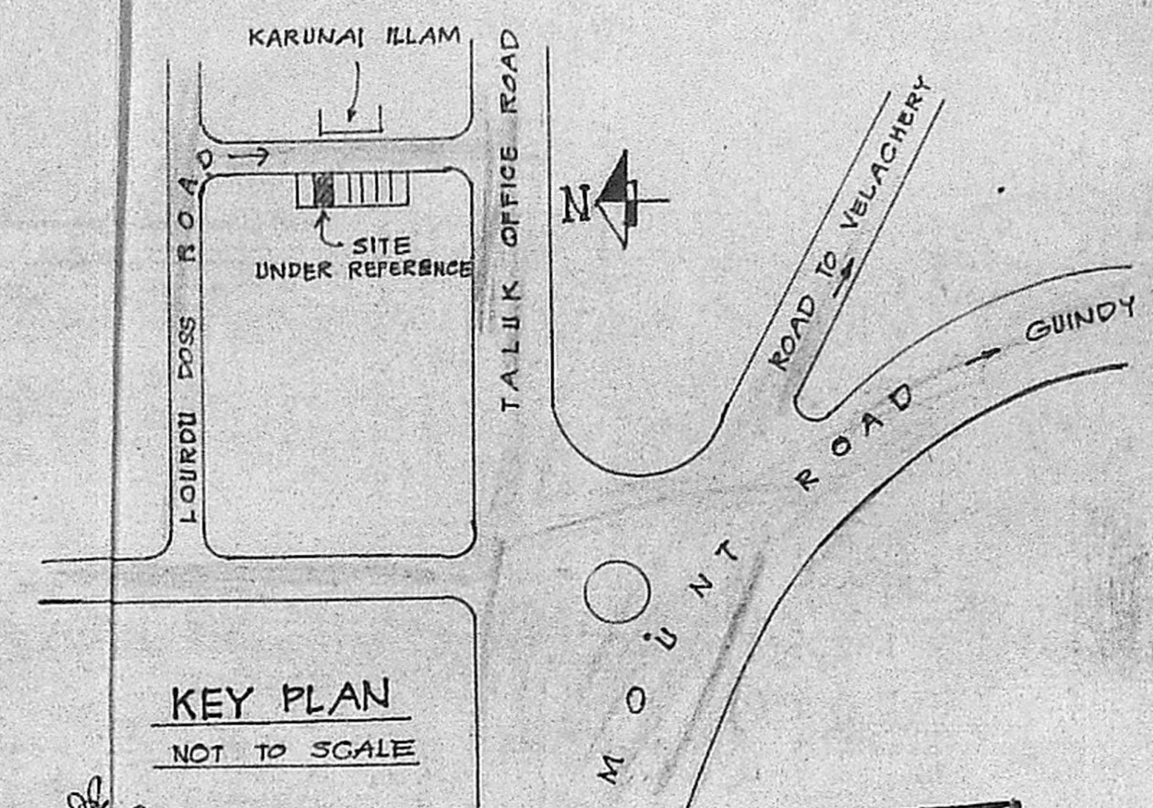 KARUNAI ILLAM
LOURDU DOSS ROAD
TALUK OFFICE ROAD
N
SITE
UNDER REFERENCE
ROAD TO VELACHERY
GUINDY
MOUNT ROAD
KEY PLAN
NOT TO SCALE